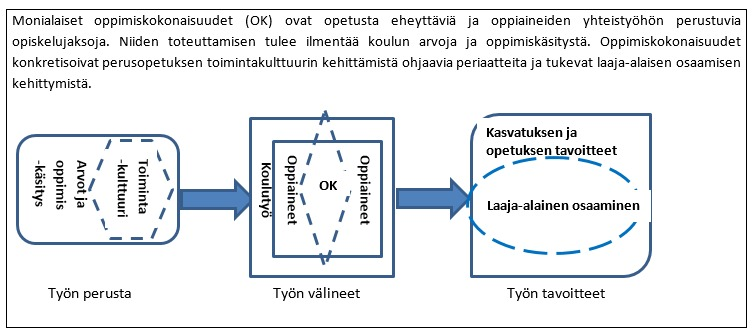 Monialaiset oppimiskokonaisuudet (OK) ovat opetusta eheyttäviä ja oppiaineiden yhteistyöhön perustuvia
opiskelujaksoja. Niiden toteuttamisen tulee ilmentää koulun arvoja ja oppimiskäsitystä. Oppimiskokonaisuudet
konkretisoivat perusopetuksen toimintakulttuurin kehittämistä ohjaavia periaatteita ja tukevat laaja-alaisen osaamisen
kehittymistä.
Arvot ja
oppimis
-käsitys
Toiminta
-kulttuuri
Työn perusta
Koulutyö
Oppiaineet
OK
Oppiaineet
Työn välineet
Kasvatuksen ja
opetuksen tavoitteet
Laaja-alainen osaaminen
Työn tavoitteet